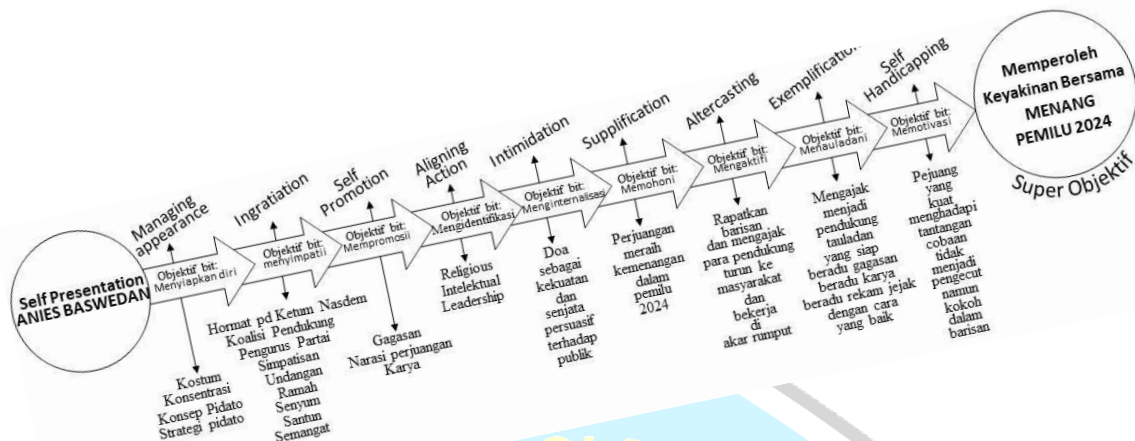 Self Presentation
ANIES BASWEDAN
Managing
appearance
Objektif bit:
Menyiapkan diri
Kostum
Konsentrasi
Konsep Pidato
Strategi pidato
Ingratiation
Objektif bit:
menyimpatii
Hormat pd Ketum Nasdem
Koalisi Pendukung
Pengurus Partai
Simpatisan
Undangan
Ramah
Senyum
Santun
Semangat
Self
Promotion
Objektif bit:
Mempromosii
Gagasan
Narasi perjuangan
Karya
Aligning
Action
Objektif bit:
Mengidentifikasi
Religious
Intelektual
Leadership
Intimidation
Objektif bit:
Menginternalisasi
Doa
sebagai
kekuatan
dan
senjata
persuasif
terhadap
publik
Supplification
Objektif bit:
Memohoni
Perjuangan
meraih
kemenangan
dalam
pemilu
2024
Altercasting
Objektif bit:
Mengaktifi
Rapatkan
barisan
dan mengajak
para pendukung
turun ke
masyarakat
dan
bekerja
di
akar rumput
Exemplification
Objektif bit:
Menauladani
Mengajak
menjadi
pendukung
tauladan
yang siap
beradu gagasan
beradu karya
beradu rekam jejak
dengan cara
yang baik
Self
Handicapping
Objektif bit:
Memotivasi
Pejuang
yang
kuat
menghadapi
tantangan
cobaan
tidak
menjadi
pengecut
namun
kokoh
dalam
barisan
Memperoleh
Keyakinan Bersama
MENANG
PEMILU 2024
Super Objektif